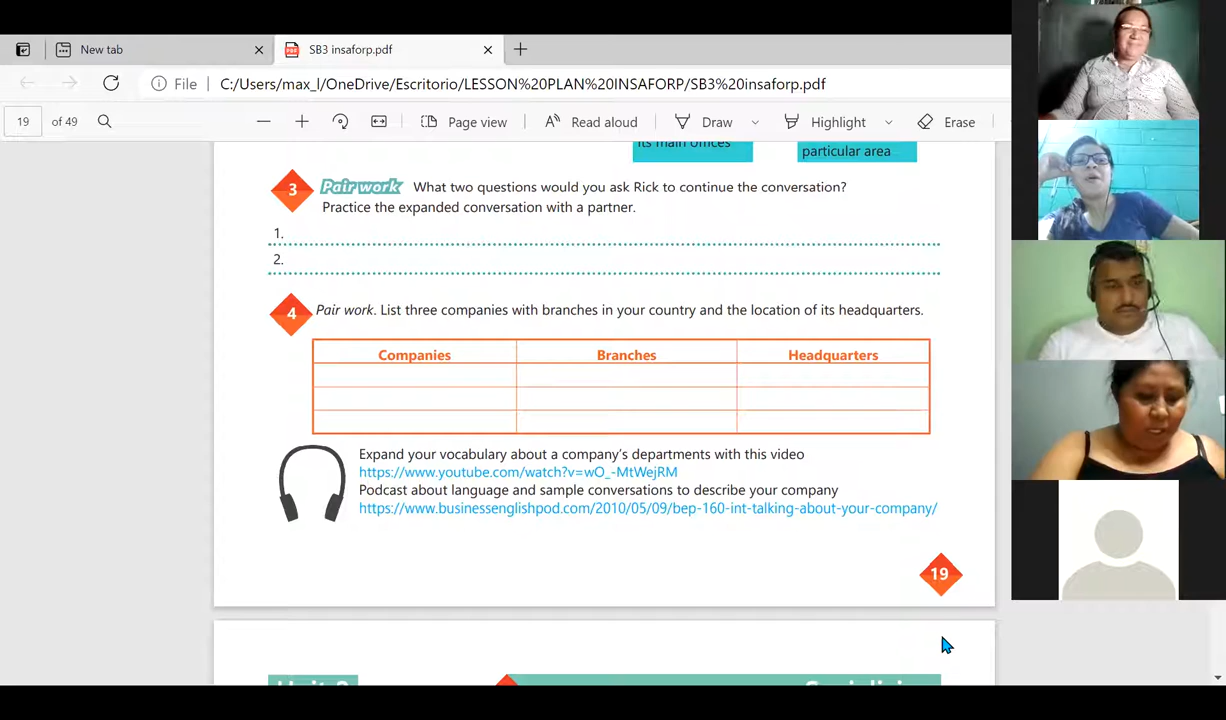 New tab
SB3 insaforp.pdf
File
C:/Users/max_l/OneDrive/Escritorio/LESSON%20PLAN%20INSAFORP/SB3%20insaforp.pdf
19 of 49
Page view
Read aloud
Draw
Highlight
Erase
its main offices
particular area
3 Pair work What two questions would you ask Rick to continue the conversation?
Practice the expanded conversation with a partner.
1.
2.
4 Pair work. List three companies with branches in your country and the location of its headquarters.
Companies Branches Headquarters
Expand your vocabulary about a company's departments with this video
https://www.youtube.com/watch?v=wO_-MtWejRM
Podcast about language and sample conversations to describe your company
https://www.businessenglishpod.com/2010/05/09/bep-160-int-talking-about-your-company/
19